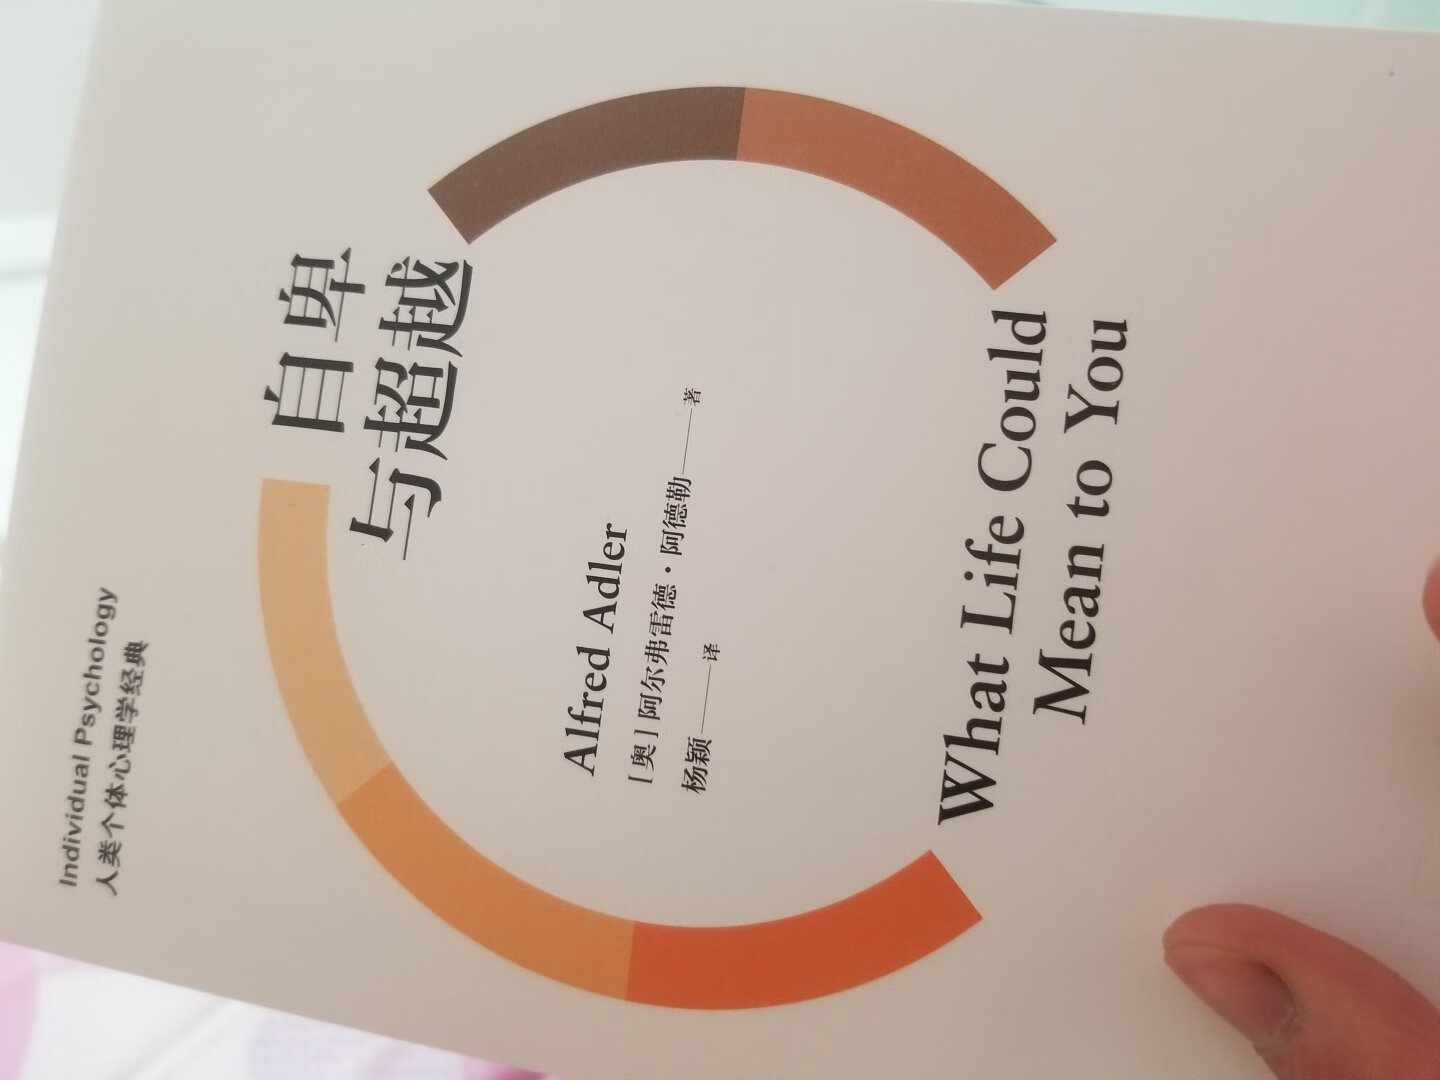 Individual Psychology
人类个体心理学经典
自卑
与超越
Alfred Adler
[奥]阿尔弗雷德·阿德勒——著
杨颖——译
What Life Could
Mean to You